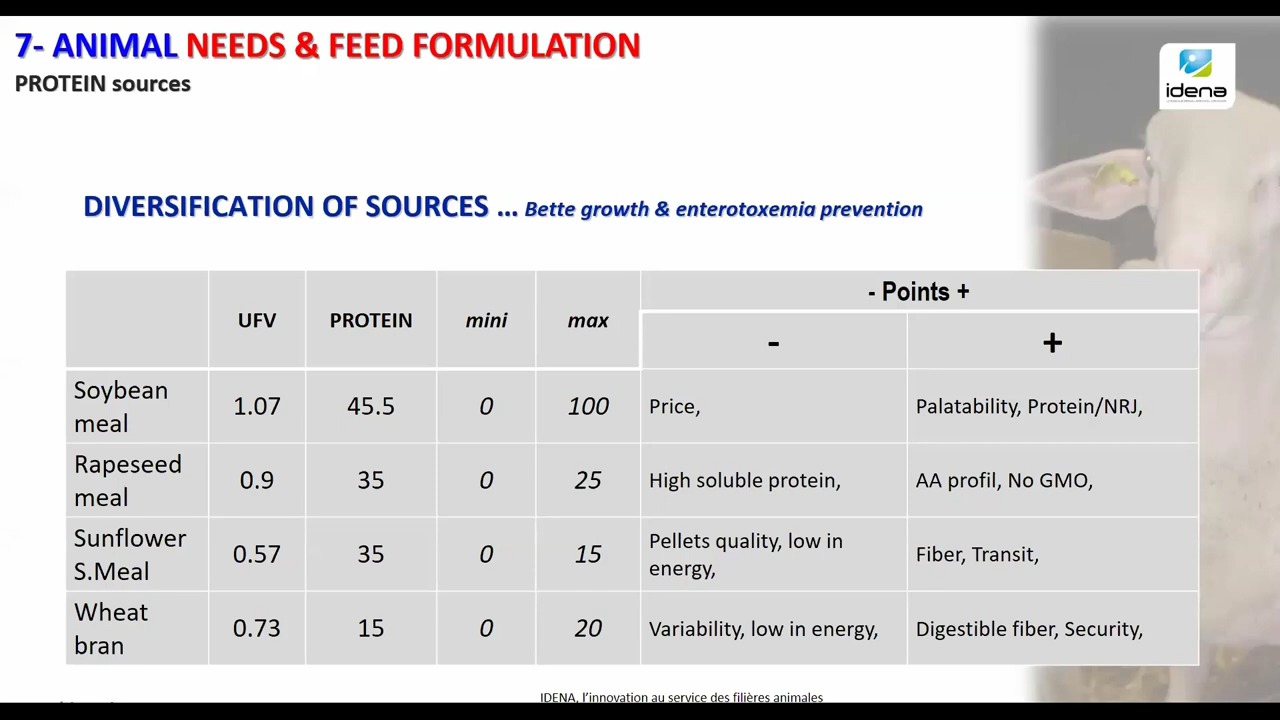 7- ANIMAL NEEDS & FEED FORMULATION
PROTEIN sources
idena
DIVERSIFICATION OF SOURCES ... Bette growth & enterotoxemia prevention
UFV PROTEIN mini max - Points +
- +
Soybean meal 1.07 45.5 0 100 Price, Palatability, Protein/NRJ,
Rapeseed meal 0.9 35 0 25 High soluble protein, AA profil, No GMO,
Sunflower S.Meal 0.57 35 0 15 Pellets quality, low in energy, Fiber, Transit,
Wheat bran 0.73 15 0 20 Variability, low in energy, Digestible fiber, Security,
IDENA, l'innovation au service des filières animales